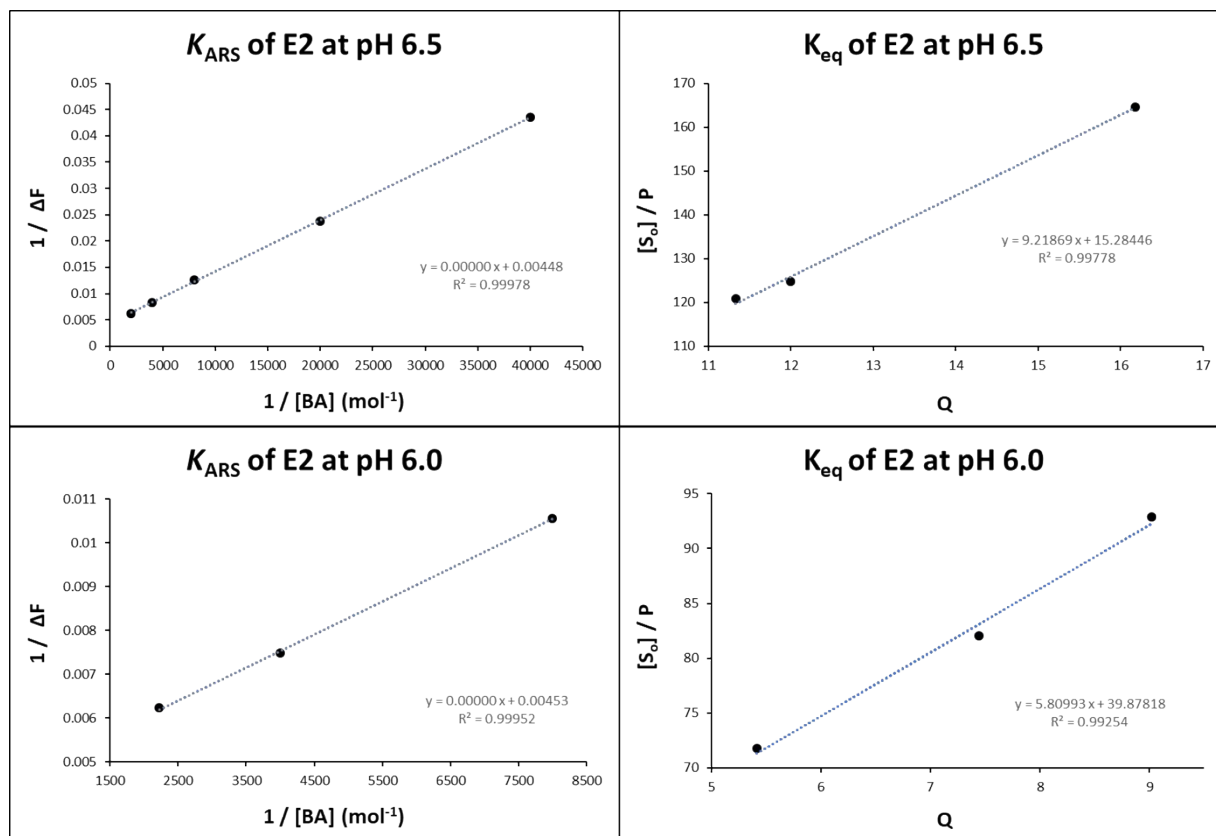 K_ARS of E2 at pH 6.5
0.05
0.045
0.04
0.035
0.03
0.025
0.02
0.015
0.01
0.005
0
1 / ΔF
y = 0.00000 x + 0.00448
R² = 0.99978
0 5000 10000 15000 20000 25000 30000 35000 40000 45000
1 / [BA] (mol⁻¹)
K_eq of E2 at pH 6.5
170
160
150
140
130
120
110
[S_o] / P
y = 9.21869 x + 15.28446
R² = 0.99778
11 12 13 14 15 16 17
Q
K_ARS of E2 at pH 6.0
0.011
0.01
0.009
0.008
0.007
0.006
0.005
1 / ΔF
y = 0.00000 x + 0.00453
R² = 0.99952
1500 2500 3500 4500 5500 6500 7500 8500
1 / [BA] (mol⁻¹)
K_eq of E2 at pH 6.0
95
90
85
80
75
70
[S_o] / P
y = 5.80993 x + 39.87818
R² = 0.99254
5 6 7 8 9
Q